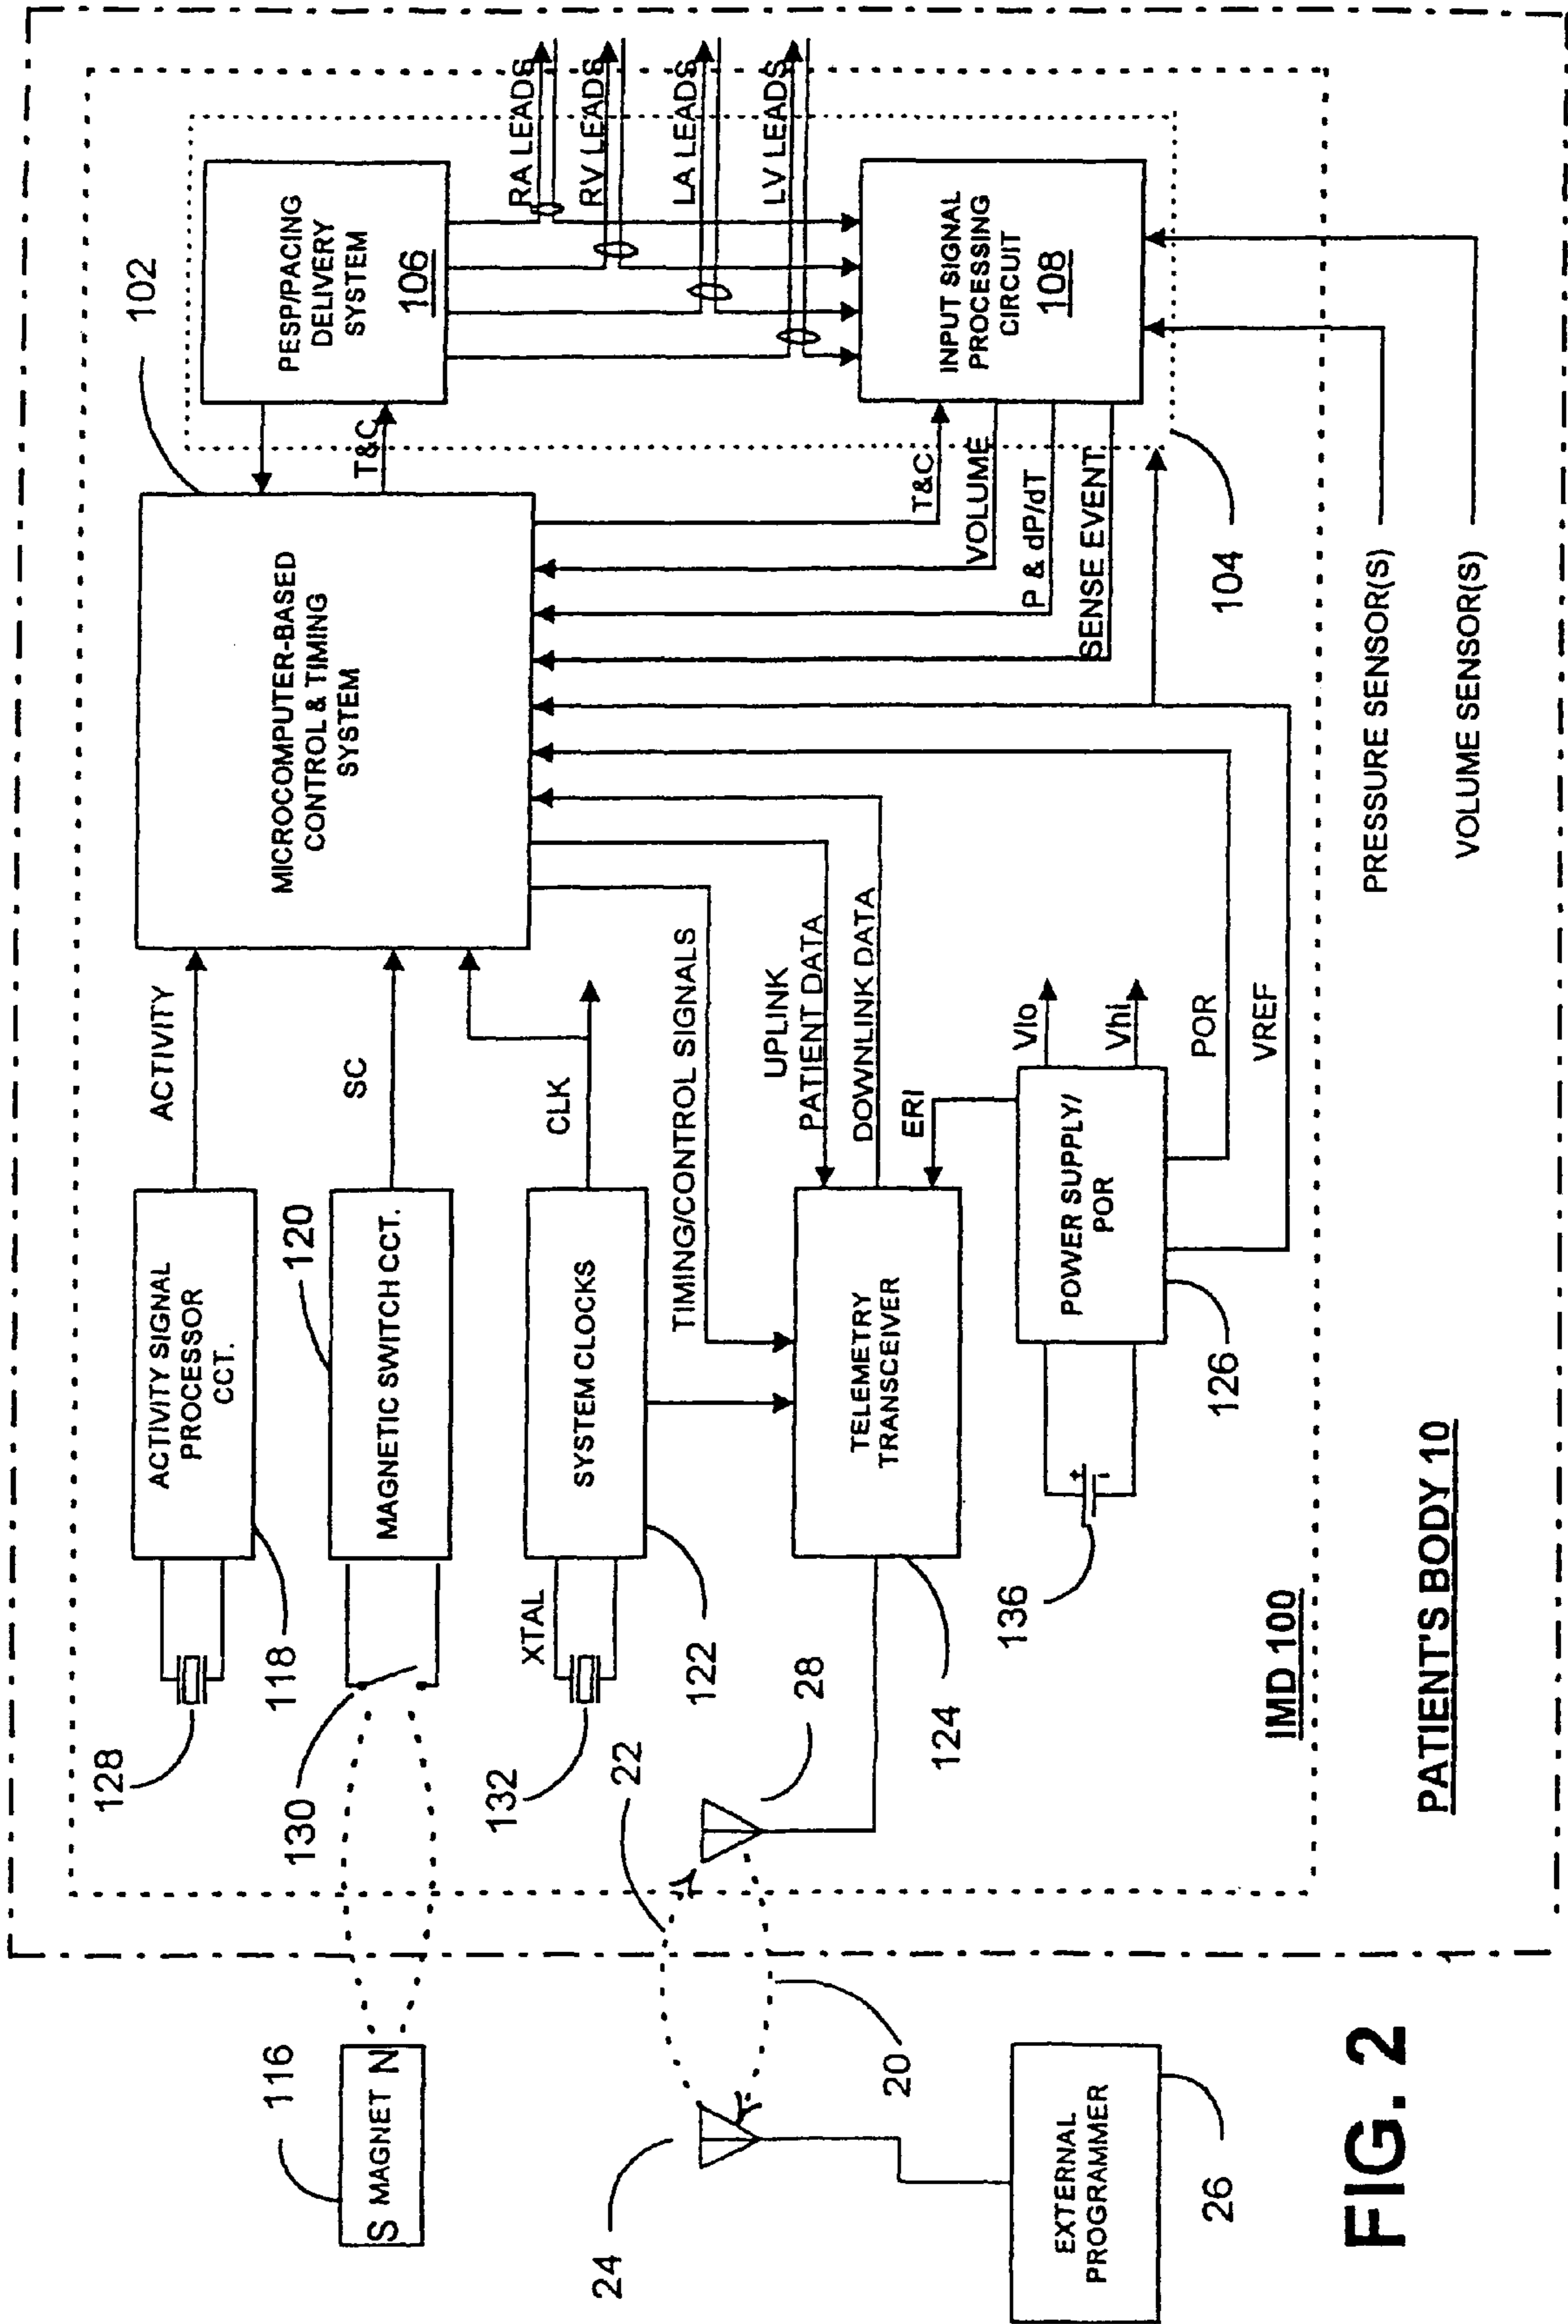 116
S MAGNET N
24
EXTERNAL
PROGRAMMER
26
20
22
28
128
118
ACTIVITY SIGNAL
PROCESSOR
CCT.
ACTIVITY
130
120
MAGNETIC SWITCH CCT.
SC
132
XTAL
122
SYSTEM CLOCKS
CLK
TIMING/CONTROL SIGNALS
124
TELEMETRY
TRANSCEIVER
UPLINK
PATIENT DATA
DOWNLINK DATA
ERI
136
POWER SUPPLY/
POR
126
Vlo
Vhi
POR
VREF
102
MICROCOMPUTER-BASED
CONTROL & TIMING
SYSTEM
T&C
PESP/PACING
DELIVERY
SYSTEM
106
RA LEADS
RV LEADS
LA LEADS
LV LEADS
INPUT SIGNAL
PROCESSING
CIRCUIT
108
T&C
VOLUME
P & dP/dT
SENSE EVENT
104
PRESSURE SENSOR(S)
VOLUME SENSOR(S)
IMD 100
PATIENT'S BODY 10
FIG. 2